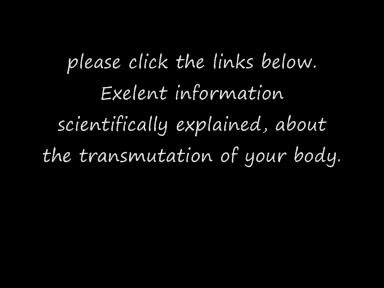 please click the links below.
Exelent information
scientifically explained, about
the transmutation of your body.